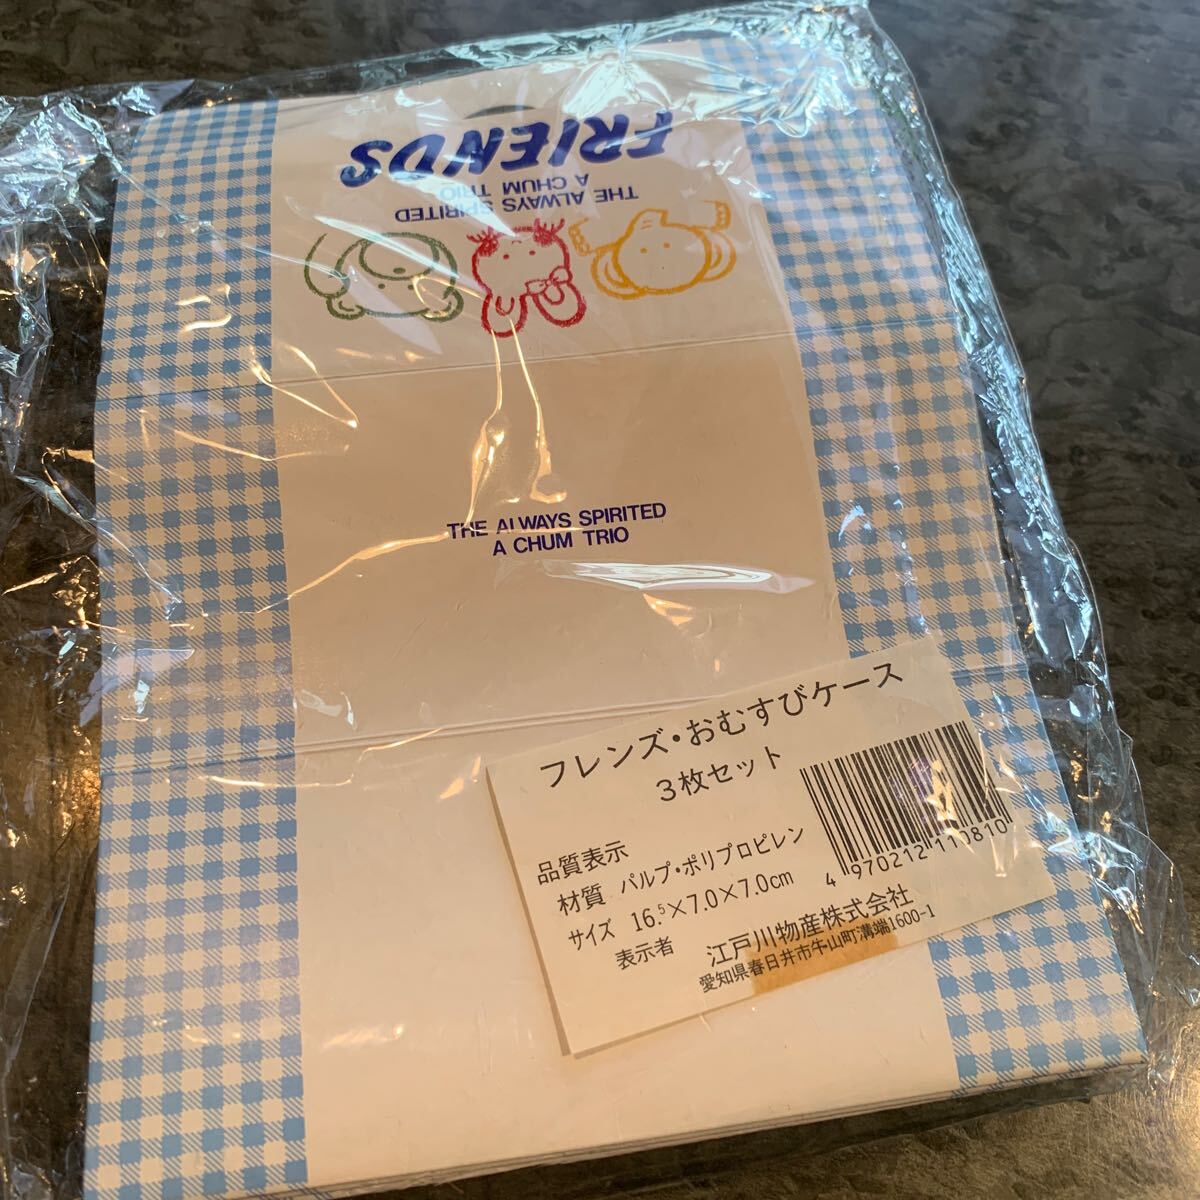 FRIENDS
THE ALWAYS SPIRITED
A CHUM TRIO
THE ALWAYS SPIRITED
A CHUM TRIO
フレンズ・おむすびケース
3枚セット
品質表示
材質 パルプ・ポリプロピレン
サイズ 16.5×7.0×7.0cm
表示者 江戸川物産株式会社
愛知県春日井市牛山町溝端1600-1
4 970212 110810